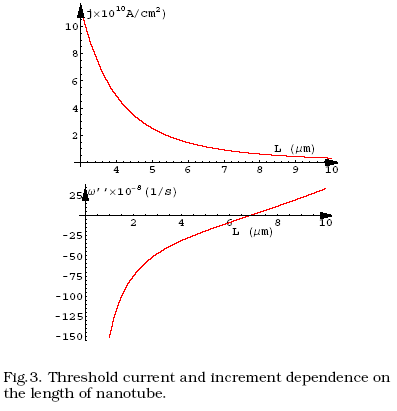 j×10¹⁰A/cm²)
10
8
6
4
2
L (μm)
4 5 6 7 8 9 10
ω''×10⁻⁸(1/s)
25
2 4 6 8 10
L (μm)
-25
-50
-75
-100
-125
-150
Fig.3. Threshold current and increment dependence on
the length of nanotube.